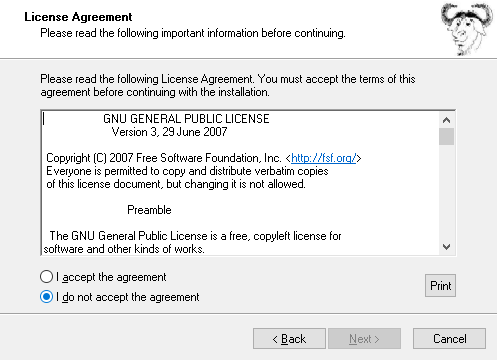 License Agreement
Please read the following important information before continuing.
Please read the following License Agreement. You must accept the terms of this
agreement before continuing with the installation.
GNU GENERAL PUBLIC LICENSE
Version 3, 29 June 2007
Copyright (C) 2007 Free Software Foundation, Inc. <http://fsf.org/>
Everyone is permitted to copy and distribute verbatim copies
of this license document, but changing it is not allowed.
Preamble
The GNU General Public License is a free, copyleft license for
software and other kinds of works.
I accept the agreement
I do not accept the agreement
Print
< Back
Next >
Cancel